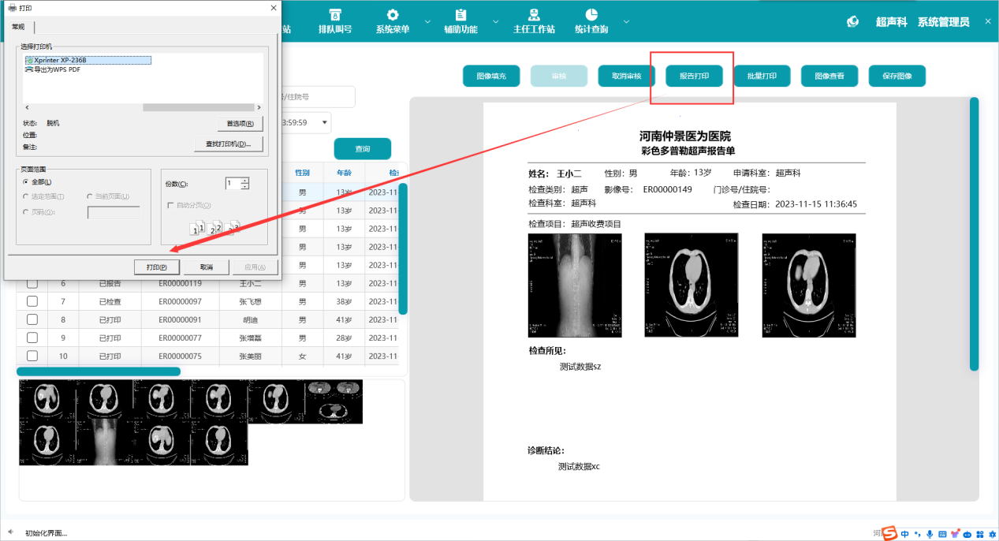 打印
常规
选择打印机
Xprinter XP-236B
导出为WPS PDF
状态: 脱机
位置:
备注:
首选项(R)
查找打印机(D)...
页面范围
全部(L)
选定范围(T) 当前页面(U)
页码(G):
份数(C): 1
自动分页(O)
1 1 2 2 3 3
打印(P) 取消 应用(A)
站 排队叫号 系统菜单 辅助功能 主任工作站 统计查询 超声科 系统管理员
图像填充 审核 取消审核 报告打印 批量打印 图像查看 保存图像
号/住院号
3:59:59
查询
性别 年龄 检
男 13岁 2023-11
男 13岁 2023-11
男 13岁 2023-11
男 13岁 2023-11
男 13岁 2023-11
6 已报告 ER00000119 王小二 男 13岁 2023-11
7 已检查 ER00000097 张飞想 男 38岁 2023-11
8 已打印 ER00000091 胡迪 男 41岁 2023-11
9 已打印 ER00000077 张增磊 男 28岁 2023-11
10 已打印 ER00000075 张美丽 女 41岁 2023-11
河南仲景医为医院
彩色多普勒超声报告单
姓名: 王小二 性别: 男 年龄: 13岁 申请科室: 超声科
检查类别: 超声 影像号: ER00000149 门诊号/住院号:
检查科室: 超声科 检查日期: 2023-11-15 11:36:45
检查项目: 超声收费项目
检查所见:
测试数据sz
诊断结论:
测试数据xc
初始化界面...
河
中